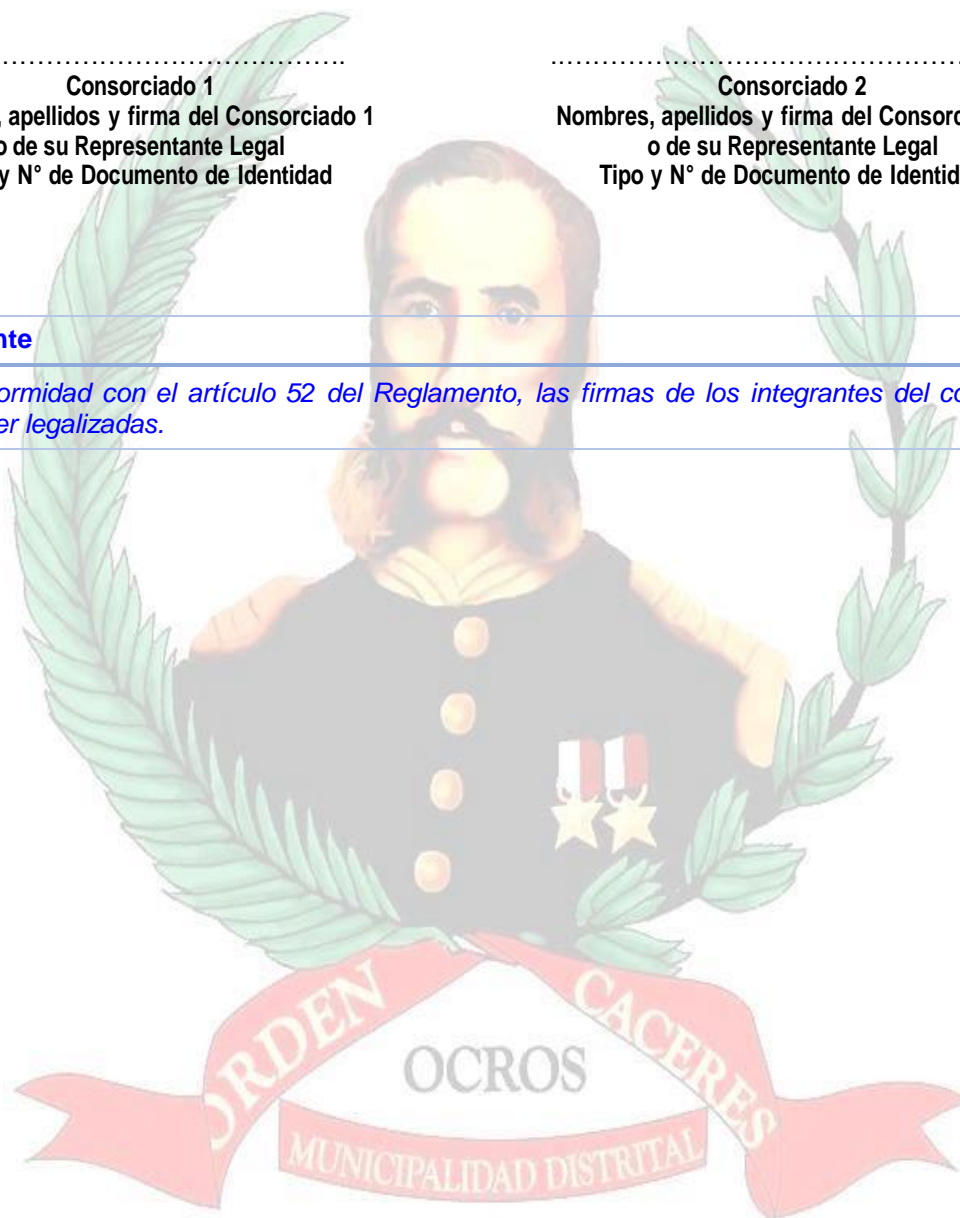 ……………………………………. …………………………………………
Consorciado 1 Consorciado 2
, apellidos y firma del Consorciado 1 Nombres, apellidos y firma del Consorc
o de su Representante Legal o de su Representante Legal
y N° de Documento de Identidad Tipo y N° de Documento de Identid
nte
ormidad con el artículo 52 del Reglamento, las firmas de los integrantes del co
er legalizadas.
ORDEN CACERES
OCROS
MUNICIPALIDAD DISTRITAL